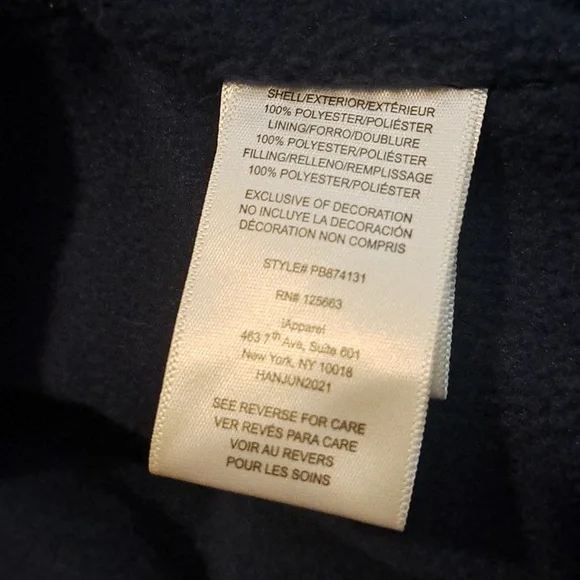 SHELL/EXTERIOR/EXTÉRIEUR
100% POLYESTER/POLIÉSTER
LINING/FORRO/DOUBLURE
100% POLYESTER/POLIÉSTER
FILLING/RELLENO/REMPLISSAGE
100% POLYESTER/POLIÉSTER
EXCLUSIVE OF DECORATION
NO INCLUYE LA DECORACIÓN
DÉCORATION NON COMPRIS
STYLE# PB874131
RN# 125663
iApparel
463 7th Ave, Suite 601
New York, NY 10018
HANJUN2021
SEE REVERSE FOR CARE
VER REVÉS PARA CARE
VOIR AU REVERS
POUR LES SOINS